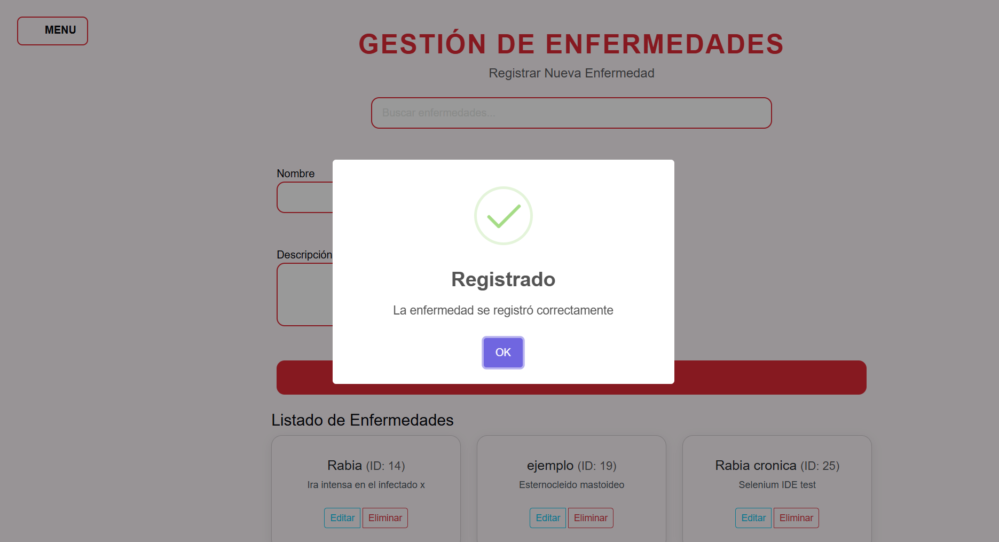 MENU
GESTIÓN DE ENFERMEDADES
Registrar Nueva Enfermedad
Buscar enfermedades...
Nombre
Descripción
Registrado
La enfermedad se registró correctamente
OK
Listado de Enfermedades
Rabia (ID: 14)
Ira intensa en el infectado x
Editar Eliminar
ejemplo (ID: 19)
Esternocleido mastoideo
Editar Eliminar
Rabia cronica (ID: 25)
Selenium IDE test
Editar Eliminar